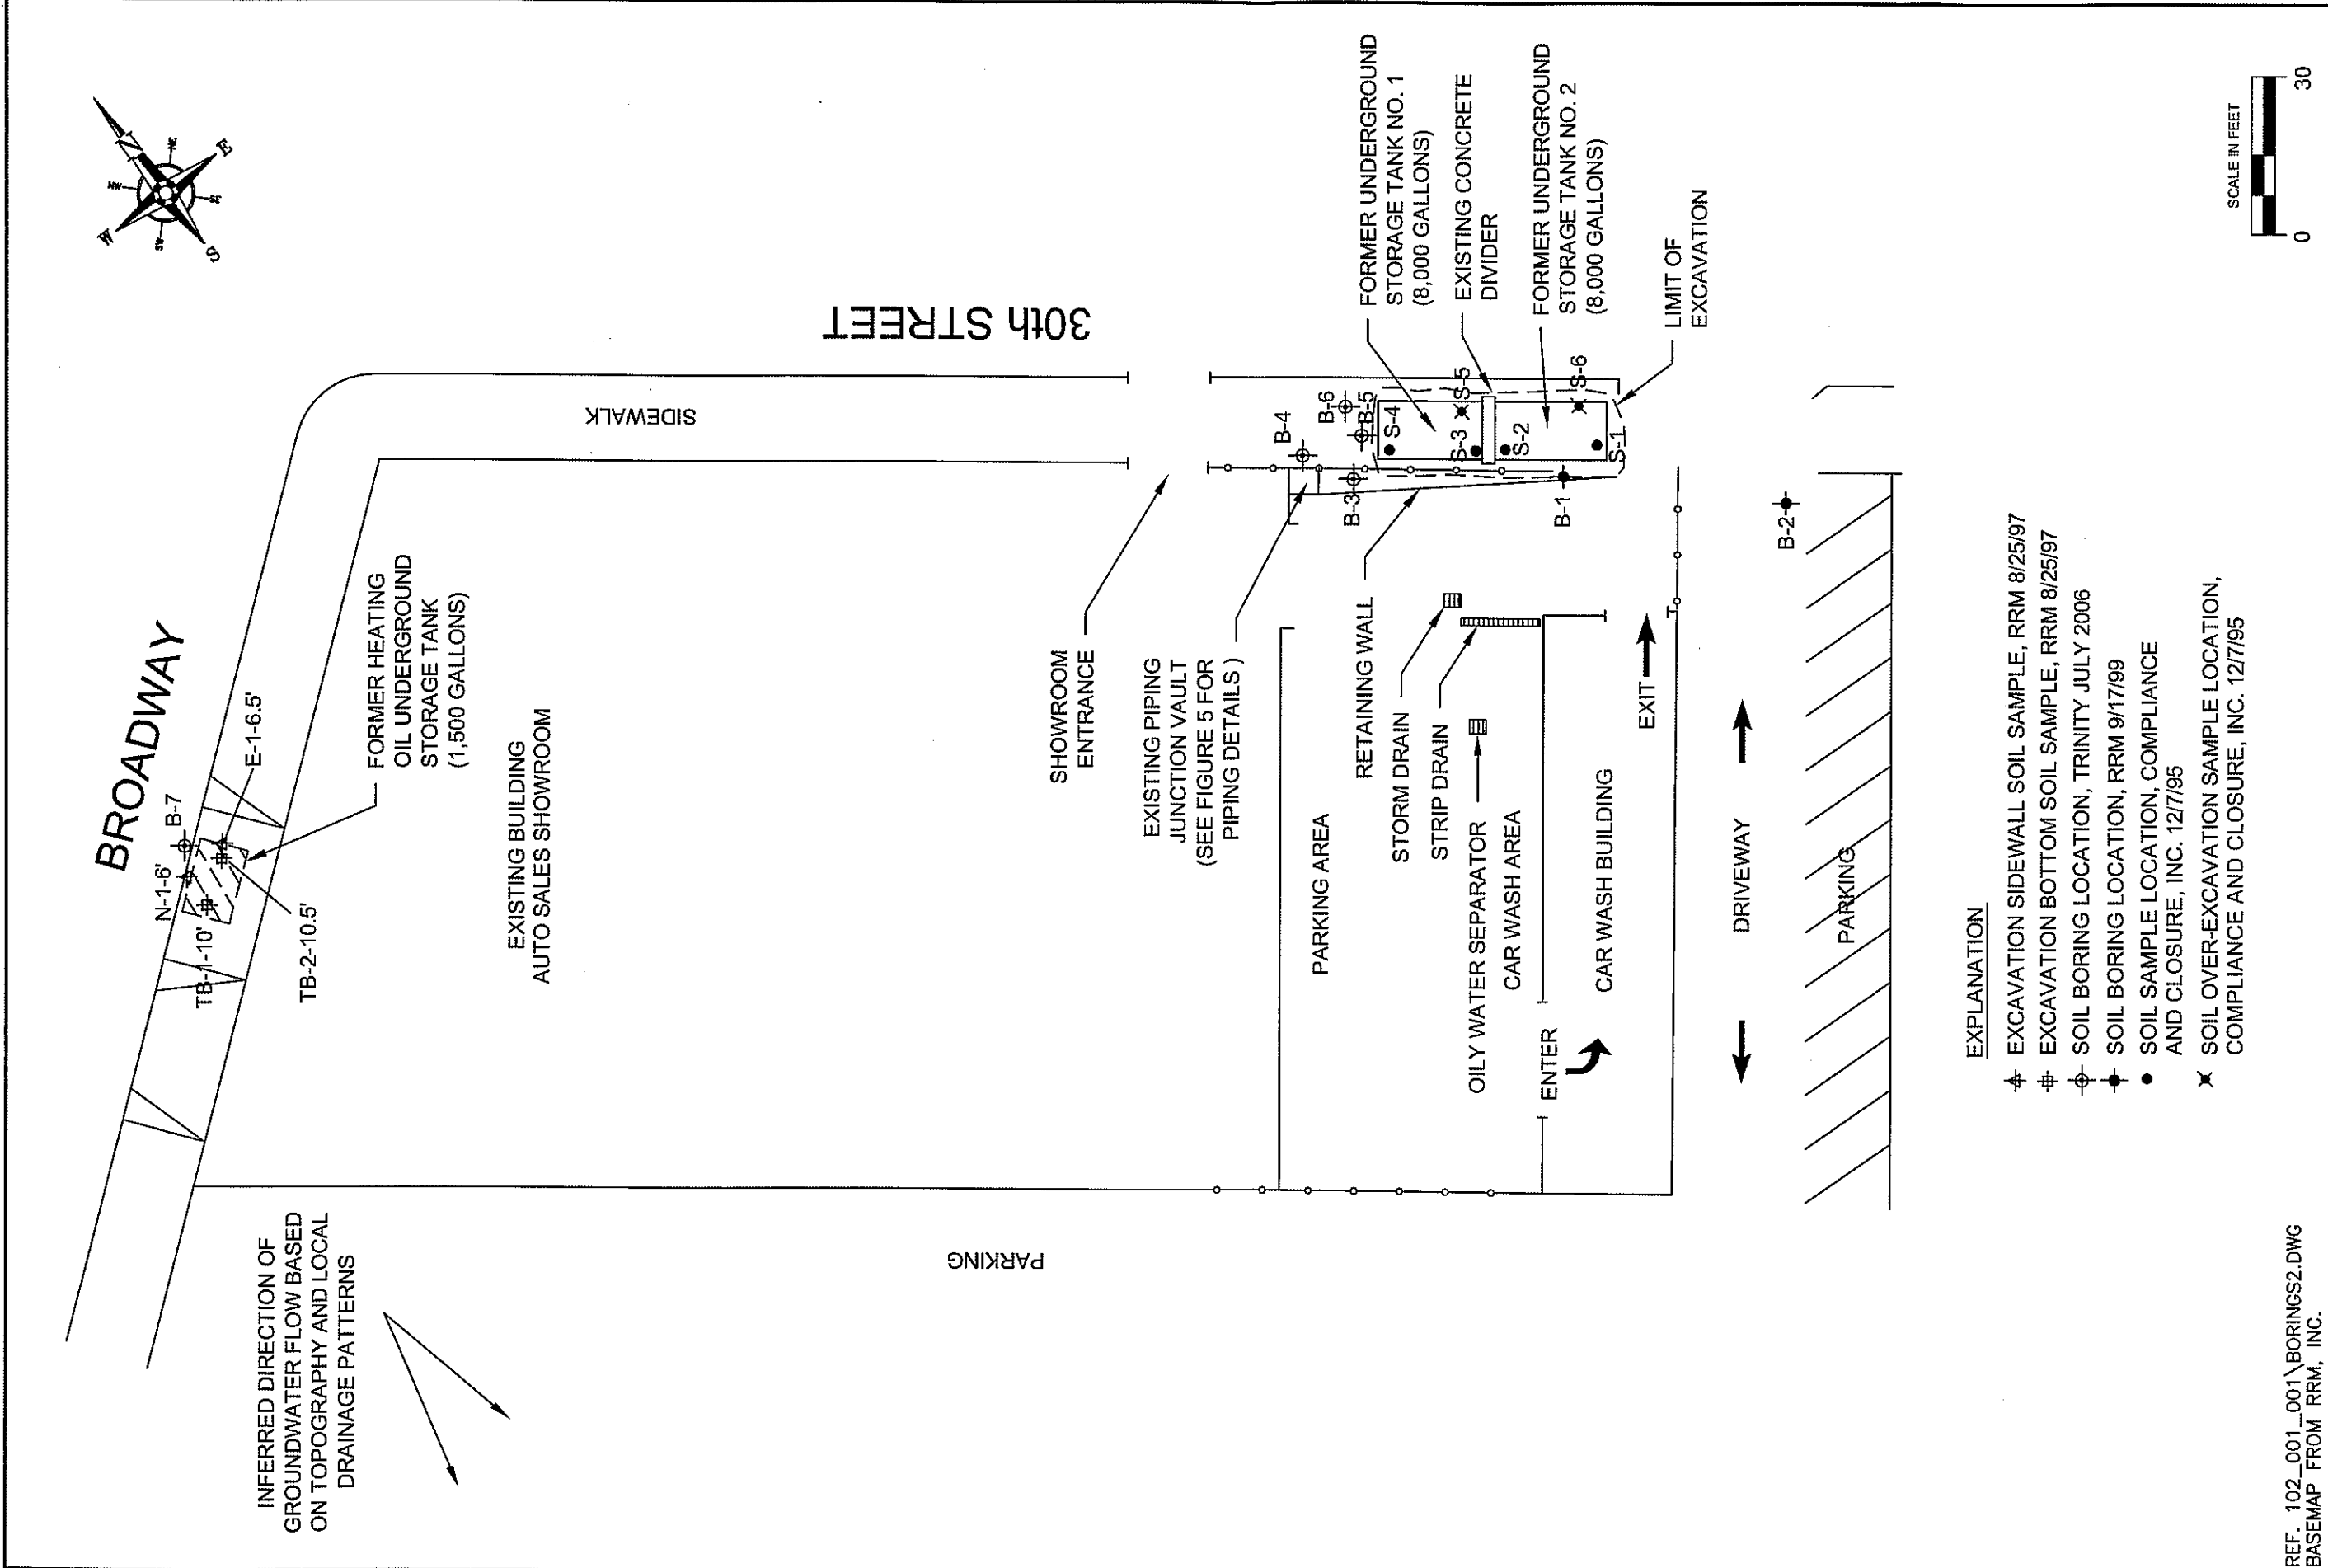 BROADWAY
30th STREET
SIDEWALK
N
NE
E
SE
S
SW
W
NW
N-1-6'
B-7
E-1-6.5'
TB-1-10'
TB-2-10.5'
FORMER HEATING
OIL UNDERGROUND
STORAGE TANK
(1,500 GALLONS)
EXISTING BUILDING
AUTO SALES SHOWROOM
INFERRED DIRECTION OF
GROUNDWATER FLOW BASED
ON TOPOGRAPHY AND LOCAL
DRAINAGE PATTERNS
PARKING
SHOWROOM
ENTRANCE
EXISTING PIPING
JUNCTION VAULT
(SEE FIGURE 5 FOR
PIPING DETAILS )
RETAINING WALL
STORM DRAIN
STRIP DRAIN
OILY WATER SEPARATOR
PARKING AREA
CAR WASH AREA
CAR WASH BUILDING
ENTER
EXIT
DRIVEWAY
PARKING
B-4
B-6
B-5
B-3
B-1
B-2
S-4
S-5
S-3
S-2
S-6
S-1
FORMER UNDERGROUND
STORAGE TANK NO. 1
(8,000 GALLONS)
EXISTING CONCRETE
DIVIDER
FORMER UNDERGROUND
STORAGE TANK NO. 2
(8,000 GALLONS)
LIMIT OF
EXCAVATION
EXPLANATION
EXCAVATION SIDEWALL SOIL SAMPLE, RRM 8/25/97
EXCAVATION BOTTOM SOIL SAMPLE, RRM 8/25/97
SOIL BORING LOCATION, TRINITY JULY 2006
SOIL BORING LOCATION, RRM 9/17/99
SOIL SAMPLE LOCATION, COMPLIANCE
AND CLOSURE, INC. 12/7/95
SOIL OVER-EXCAVATION SAMPLE LOCATION,
COMPLIANCE AND CLOSURE, INC. 12/7/95
SCALE IN FEET
0 30
REF. 102_001_001\BORINGS2.DWG
BASEMAP FROM RRM, INC.